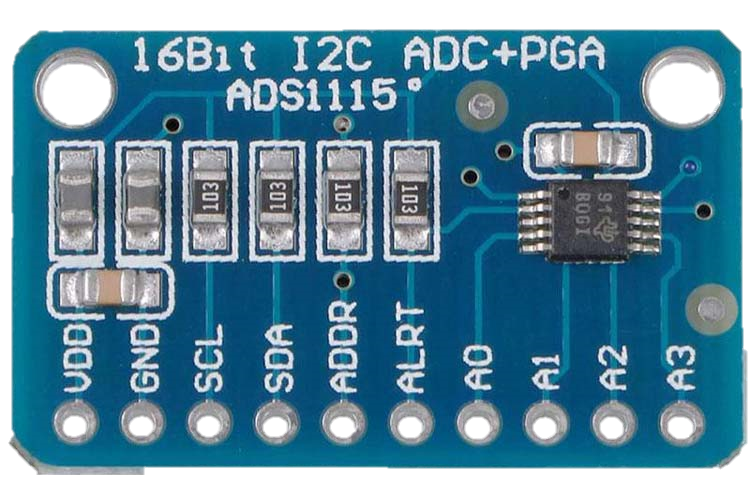 16Bit I2C ADC+PGA
ADS1115
103
103
103
103
BOGI
VDD
GND
SCL
SDA
ADDR
ALRT
A0
A1
A2
A3